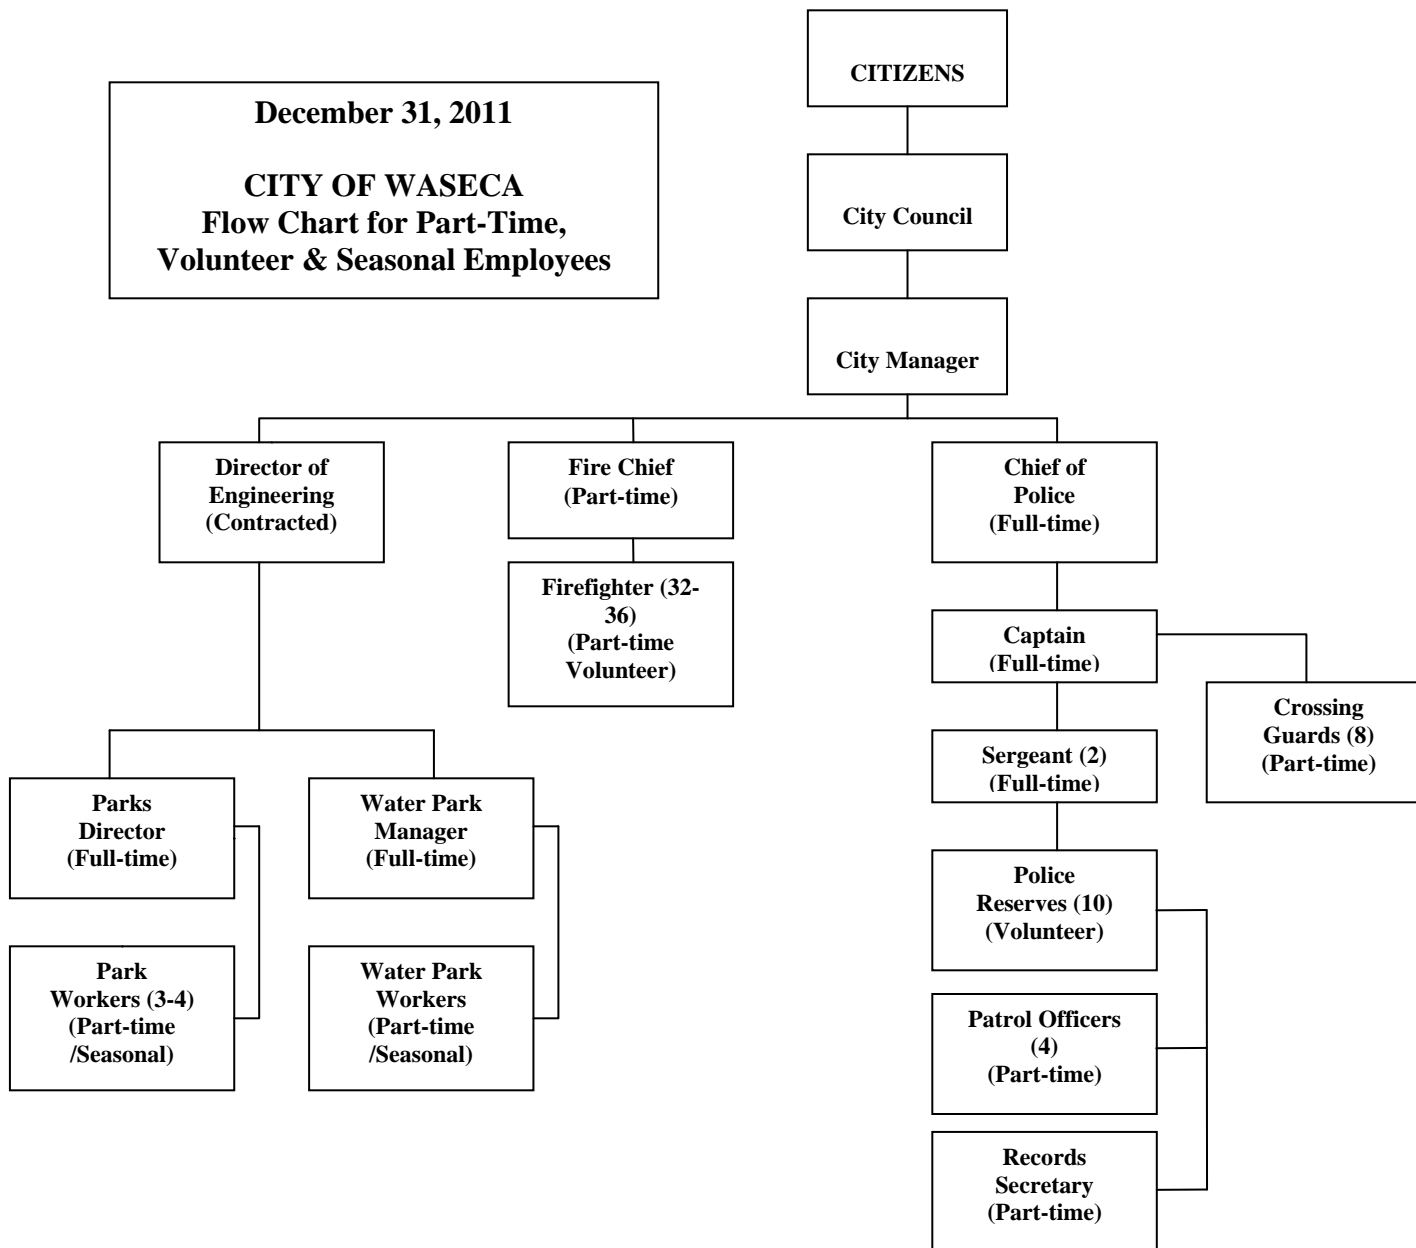 December 31, 2011
CITY OF WASECA
Flow Chart for Part-Time,
Volunteer & Seasonal Employees
CITIZENS
City Council
City Manager
Director of
Engineering
(Contracted)
Fire Chief
(Part-time)
Chief of
Police
(Full-time)
Firefighter (32-
36)
(Part-time
Volunteer)
Captain
(Full-time)
Crossing
Guards (8)
(Part-time)
Sergeant (2)
(Full-time)
Parks
Director
(Full-time)
Water Park
Manager
(Full-time)
Police
Reserves (10)
(Volunteer)
Park
Workers (3-4)
(Part-time
/Seasonal)
Water Park
Workers
(Part-time
/Seasonal)
Patrol Officers
(4)
(Part-time)
Records
Secretary
(Part-time)